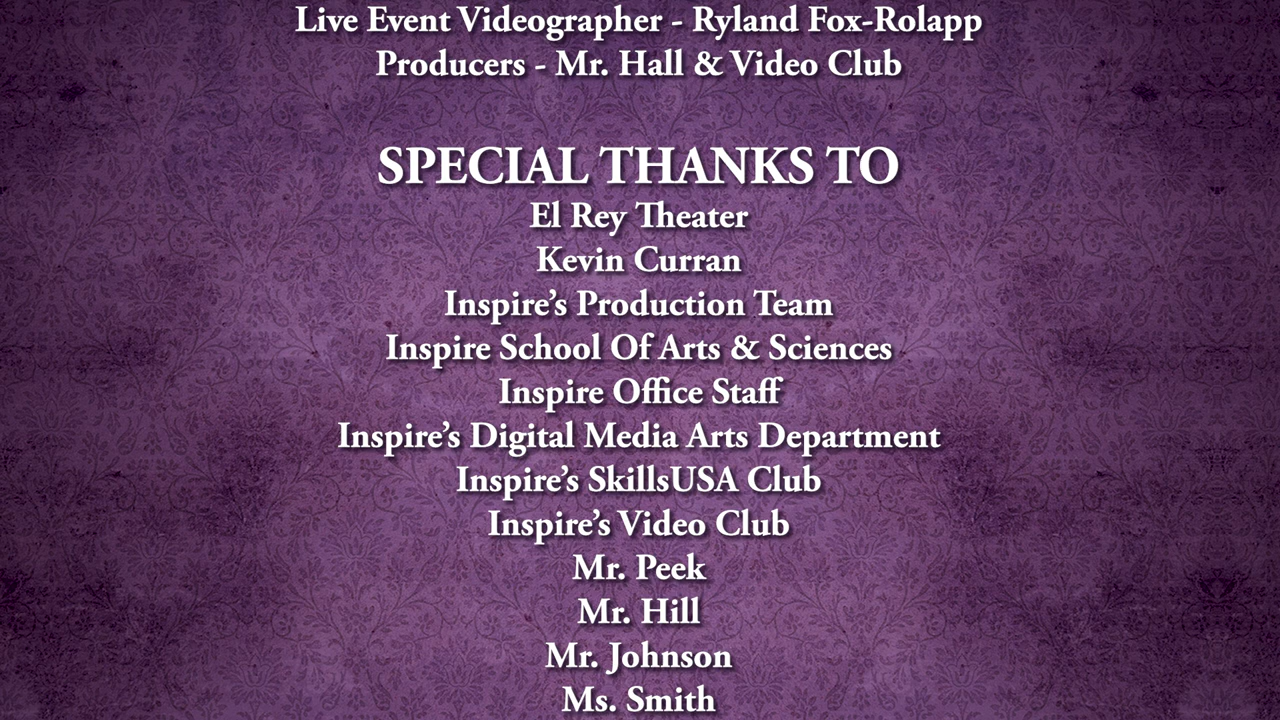 Live Event Videographer - Ryland Fox-Rolapp
Producers - Mr. Hall & Video Club
SPECIAL THANKS TO
El Rey Theater
Kevin Curran
Inspire’s Production Team
Inspire School Of Arts & Sciences
Inspire Office Staff
Inspire’s Digital Media Arts Department
Inspire’s SkillsUSA Club
Inspire’s Video Club
Mr. Peek
Mr. Hill
Mr. Johnson
Ms. Smith